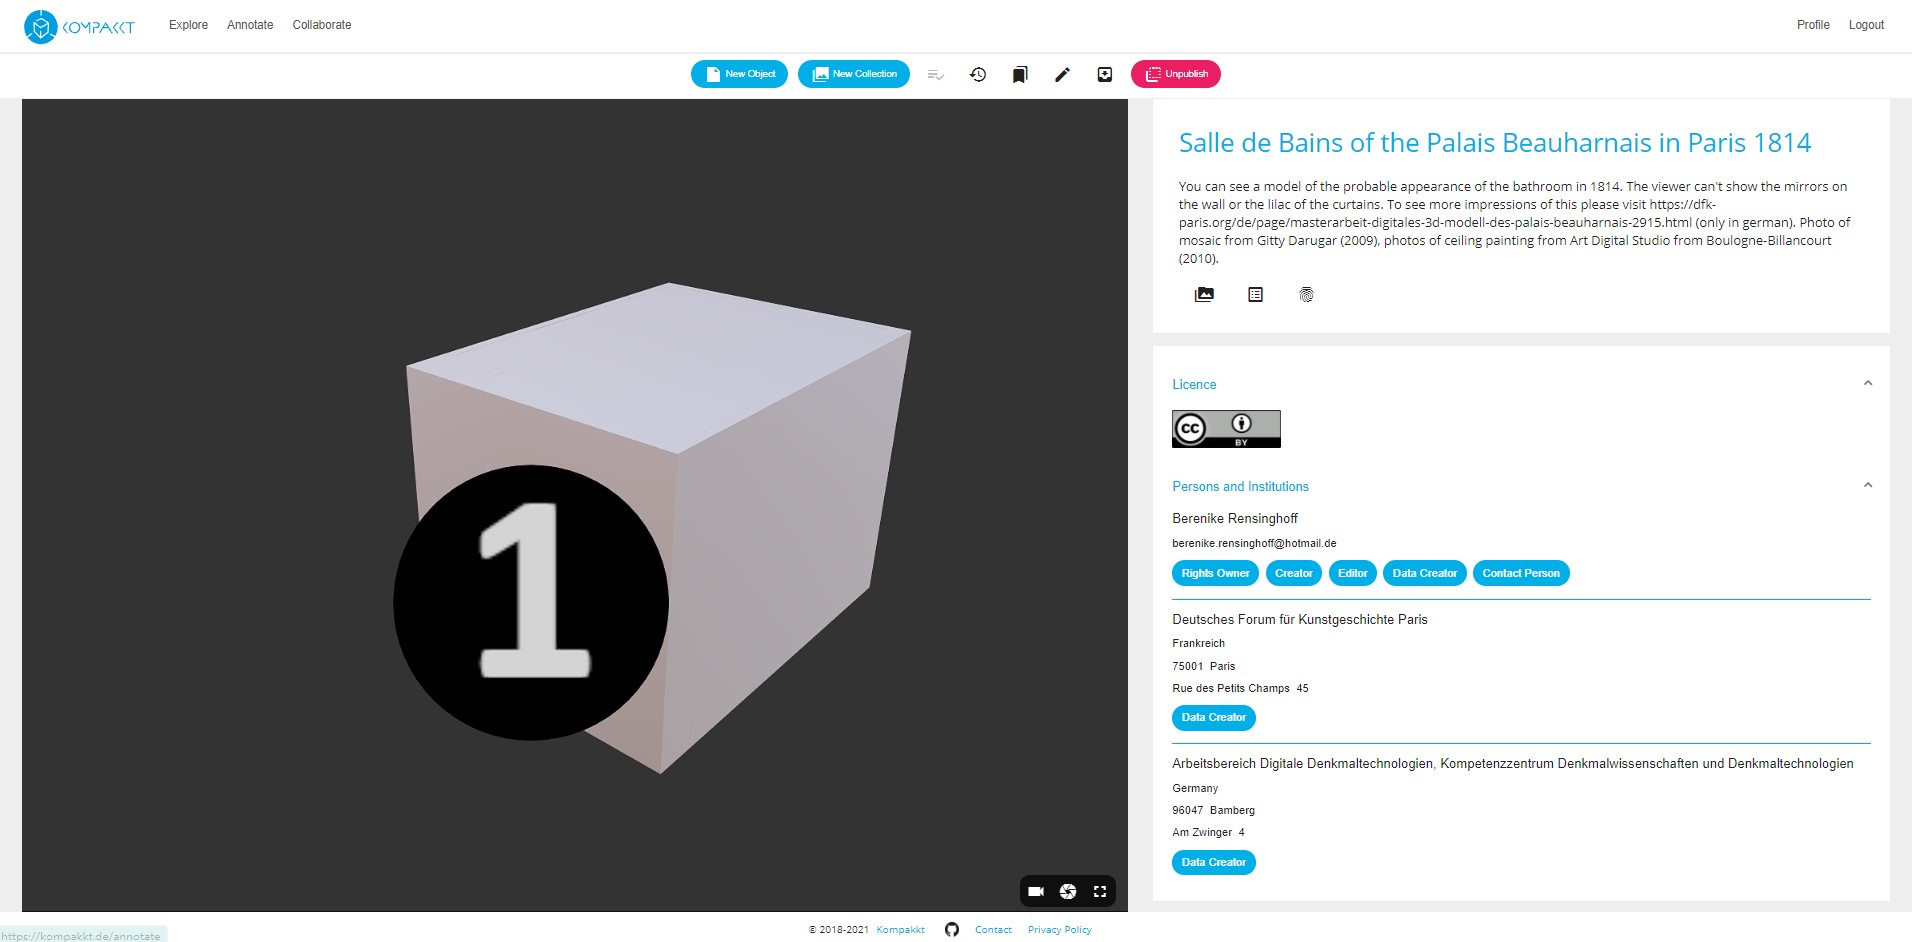 KOMPAKKT
Explore
Annotate
Collaborate
Profile
Logout
New Object
New Collection
Unpublish
1
Salle de Bains of the Palais Beauharnais in Paris 1814
You can see a model of the probable appearance of the bathroom in 1814. The viewer can't show the mirrors on
the wall or the lilac of the curtains. To see more impressions of this please visit https://dfk-
paris.org/de/page/masterarbeit-digitales-3d-modell-des-palais-beauharnais-2915.html (only in german). Photo of
mosaic from Gitty Darugar (2009), photos of ceiling painting from Art Digital Studio from Boulogne-Billancourt
(2010).
Licence
cc
BY
Persons and Institutions
Berenike Rensinghoff
berenike.rensinghoff@hotmail.de
Rights Owner
Creator
Editor
Data Creator
Contact Person
Deutsches Forum für Kunstgeschichte Paris
Frankreich
75001 Paris
Rue des Petits Champs 45
Data Creator
Arbeitsbereich Digitale Denkmaltechnologien, Kompetenzzentrum Denkmalwissenschaften und Denkmaltechnologien
Germany
96047 Bamberg
Am Zwinger 4
Data Creator
© 2018-2021 Kompakkt
Contact
Privacy Policy
https://kompakkt.de/annotate